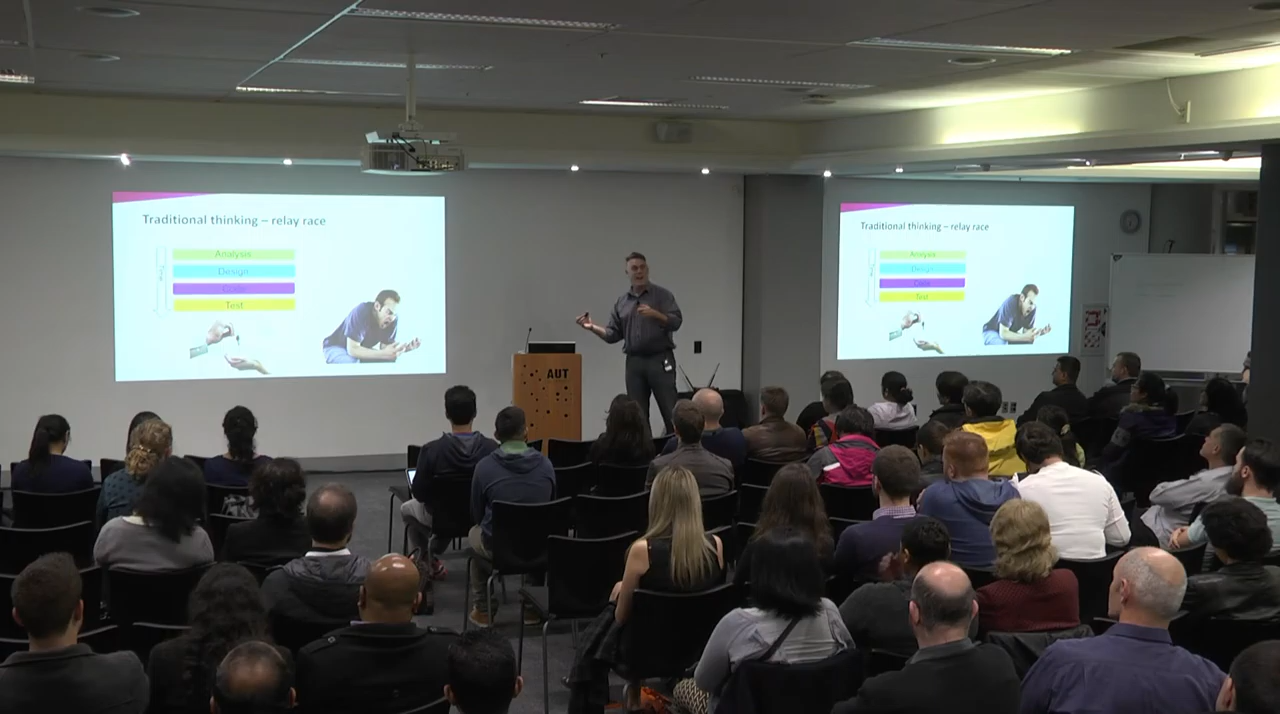 Traditional thinking – relay race
Analysis
Design
Code
Test
AUT
Traditional thinking – relay race
Analysis
Design
Code
Test